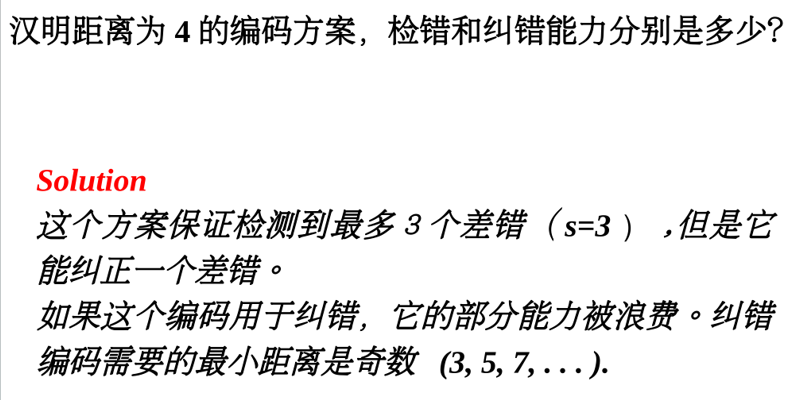 汉明距离为 4 的编码方案，检错和纠错能力分别是多少？
Solution
这个方案保证检测到最多 3 个差错（ s=3 ） ,但是它
能纠正一个差错。
如果这个编码用于纠错，它的部分能力被浪费。纠错
编码需要的最小距离是奇数 (3, 5, 7, . . . ).